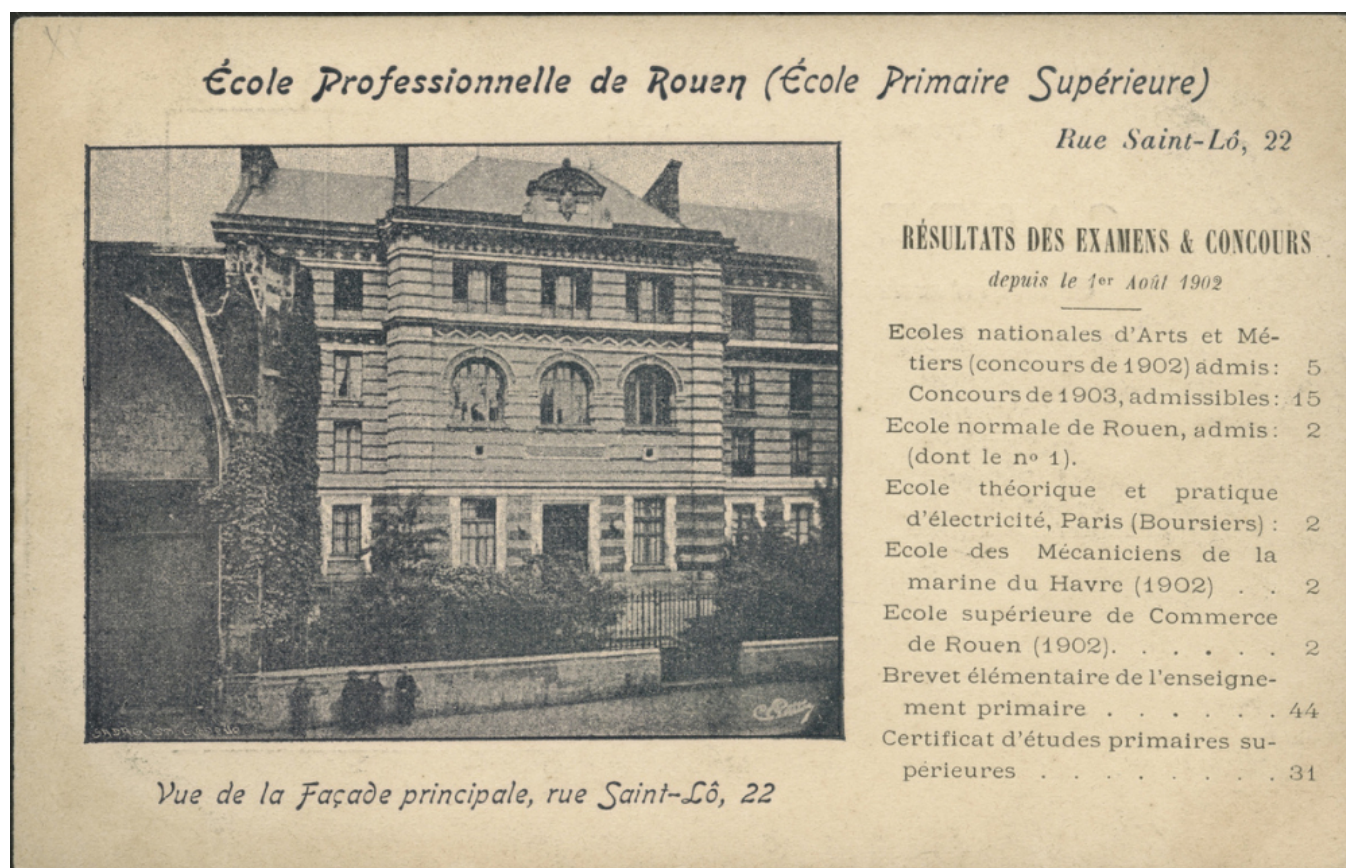 École Professionnelle de Rouen (École Primaire Supérieure)
Rue Saint-Lô, 22
RÉSULTATS DES EXAMENS & CONCOURS
depuis le 1er Août 1902
Ecoles nationales d'Arts et Mé-
tiers (concours de 1902) admis : 5
Concours de 1903, admissibles : 15
Ecole normale de Rouen, admis : 2
(dont le no 1).
Ecole théorique et pratique
d'électricité, Paris (Boursiers) : 2
Ecole des Mécaniciens de la
marine du Havre (1902) . . 2
Ecole supérieure de Commerce
de Rouen (1902). . . . . . 2
Brevet élémentaire de l'enseigne-
ment primaire . . . . . . 44
Certificat d'études primaires su-
périeures . . . . . . . . 31
Vue de la Façade principale, rue Saint-Lô, 22